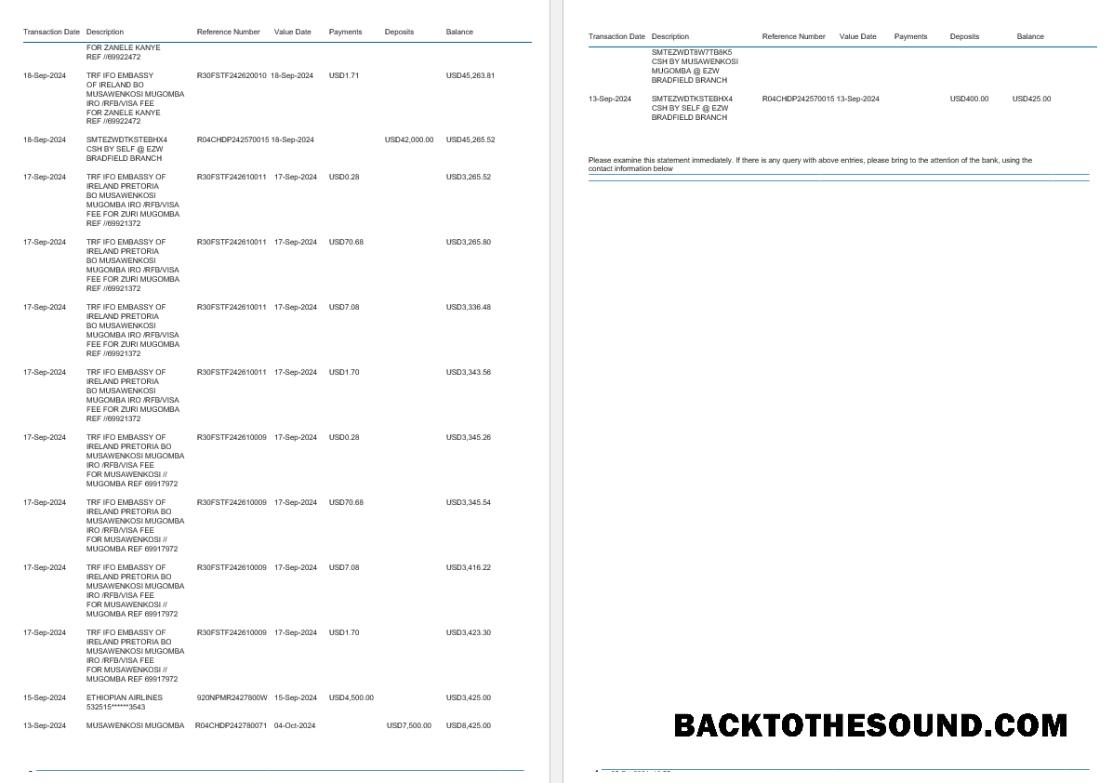 Transaction Date Description Reference Number Value Date Payments Deposits Balance
FOR ZANELE KANYE
REF //69922472
18-Sep-2024 TRF IFO EMBASSY R30FSTF242620010 18-Sep-2024 USD1.71 USD45,263.81
OF IRELAND BO
MUSAWENKOSI MUGOMBA
IRO /RFB/VISA FEE
FOR ZANELE KANYE
REF //69922472
18-Sep-2024 SMTEZWDTKSTEBHX4 R04CHDP242570015 18-Sep-2024 USD42,000.00 USD45,265.52
CSH BY SELF @ EZW
BRADFIELD BRANCH
17-Sep-2024 TRF IFO EMBASSY OF R30FSTF242610011 17-Sep-2024 USD0.28 USD3,265.52
IRELAND PRETORIA
BO MUSAWENKOSI
MUGOMBA IRO /RFB/VISA
FEE FOR ZURI MUGOMBA
REF //69921372
17-Sep-2024 TRF IFO EMBASSY OF R30FSTF242610011 17-Sep-2024 USD70.68 USD3,265.80
IRELAND PRETORIA
BO MUSAWENKOSI
MUGOMBA IRO /RFB/VISA
FEE FOR ZURI MUGOMBA
REF //69921372
17-Sep-2024 TRF IFO EMBASSY OF R30FSTF242610011 17-Sep-2024 USD7.08 USD3,336.48
IRELAND PRETORIA
BO MUSAWENKOSI
MUGOMBA IRO /RFB/VISA
FEE FOR ZURI MUGOMBA
REF //69921372
17-Sep-2024 TRF IFO EMBASSY OF R30FSTF242610011 17-Sep-2024 USD1.70 USD3,343.56
IRELAND PRETORIA
BO MUSAWENKOSI
MUGOMBA IRO /RFB/VISA
FEE FOR ZURI MUGOMBA
REF //69921372
17-Sep-2024 TRF IFO EMBASSY OF R30FSTF242610009 17-Sep-2024 USD0.28 USD3,345.26
IRELAND PRETORIA BO
MUSAWENKOSI MUGOMBA
IRO /RFB/VISA FEE
FOR MUSAWENKOSI //
MUGOMBA REF 69917972
17-Sep-2024 TRF IFO EMBASSY OF R30FSTF242610009 17-Sep-2024 USD70.68 USD3,345.54
IRELAND PRETORIA BO
MUSAWENKOSI MUGOMBA
IRO /RFB/VISA FEE
FOR MUSAWENKOSI //
MUGOMBA REF 69917972
17-Sep-2024 TRF IFO EMBASSY OF R30FSTF242610009 17-Sep-2024 USD7.08 USD3,416.22
IRELAND PRETORIA BO
MUSAWENKOSI MUGOMBA
IRO /RFB/VISA FEE
FOR MUSAWENKOSI //
MUGOMBA REF 69917972
17-Sep-2024 TRF IFO EMBASSY OF R30FSTF242610009 17-Sep-2024 USD1.70 USD3,423.30
IRELAND PRETORIA BO
MUSAWENKOSI MUGOMBA
IRO /RFB/VISA FEE
FOR MUSAWENKOSI //
MUGOMBA REF 69917972
15-Sep-2024 ETHIOPIAN AIRLINES 920NPMR2427800W 15-Sep-2024 USD4,500.00 USD3,425.00
532515******3543
13-Sep-2024 MUSAWENKOSI MUGOMBA R04CHDP242780071 04-Oct-2024 USD7,500.00 USD8,425.00
Transaction Date Description Reference Number Value Date Payments Deposits Balance
SMTEZWDT8W7TB8K5
CSH BY MUSAWENKOSI
MUGOMBA @ EZW
BRADFIELD BRANCH
13-Sep-2024 SMTEZWDTKSTEBHX4 R04CHDP242570015 13-Sep-2024 USD400.00 USD425.00
CSH BY SELF @ EZW
BRADFIELD BRANCH
Please examine this statement immediately. If there is any query with above entries, please bring to the attention of the bank, using the
contact information below
BACKTOTHESOUND.COM